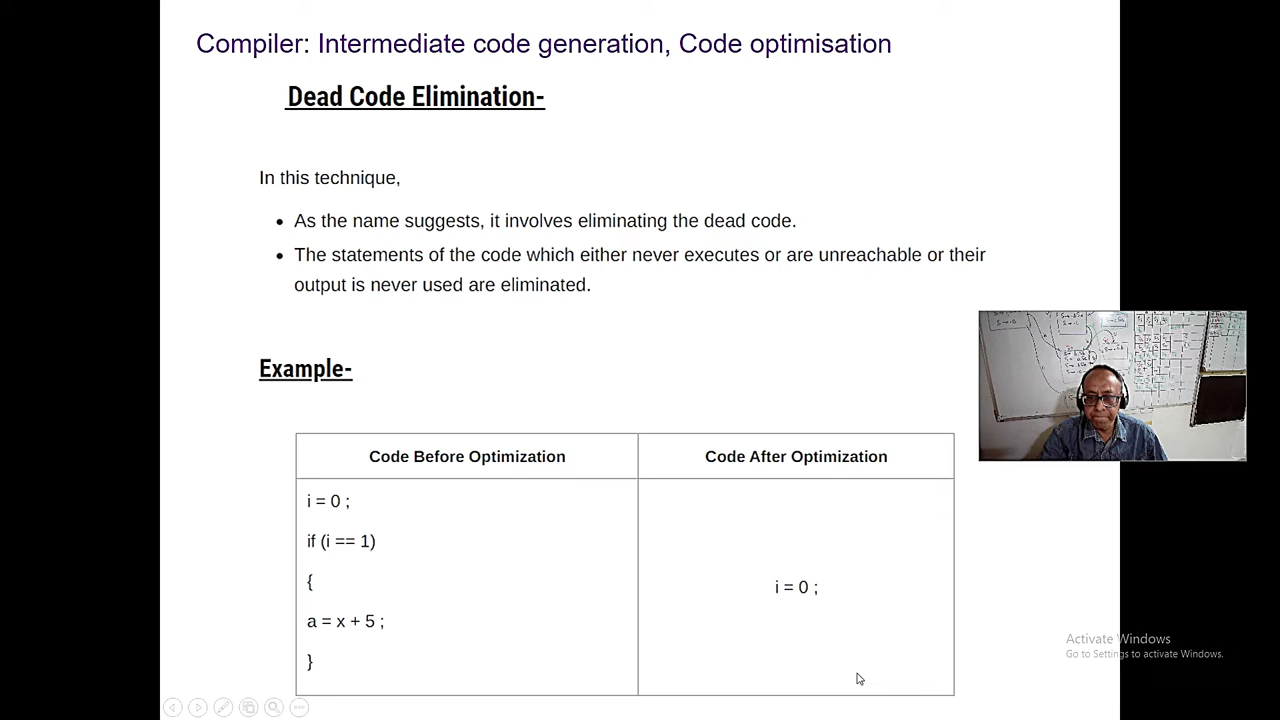 Compiler: Intermediate code generation, Code optimisation
Dead Code Elimination-
In this technique,
• As the name suggests, it involves eliminating the dead code.
• The statements of the code which either never executes or are unreachable or their
output is never used are eliminated.
Example-
Code Before Optimization
Code After Optimization
i = 0 ;
if (i == 1)
{
a = x + 5 ;
}
i = 0 ;
Activate Windows
Go to Settings to activate Windows.